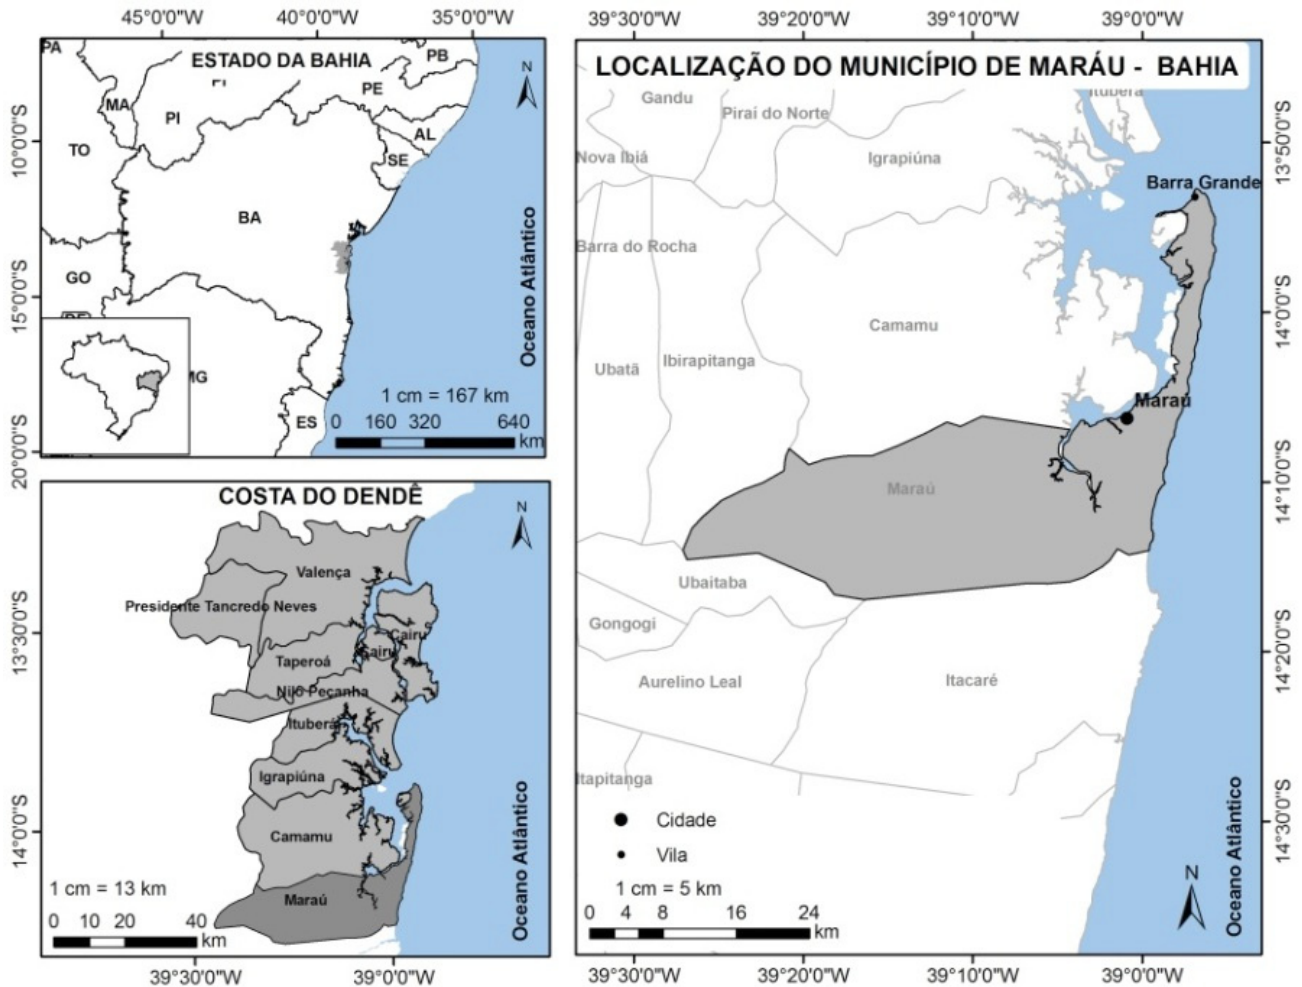 45°0'0"W
40°0'0"W
35°0'0"W
ESTADO DA BAHIA
N
PA
MA
PI
PI
PE
PB
AL
SE
TO
BA
GO
MG
ES
Oceano Atlântico
1 cm = 167 km
0 160 320 640
km
10°0'0"S
15°0'0"S
20°0'0"S
COSTA DO DENDÊ
N
Valença
Presidente Tancredo Neves
Cairu
Cairu
Taperoá
Nilo Peçanha
Ituberá
Igrapiúna
Camamu
Maraú
Oceano Atlântico
1 cm = 13 km
0 10 20 40
km
13°30'0"S
14°0'0"S
39°30'0"W
39°0'0"W
39°30'0"W
39°20'0"W
39°10'0"W
39°0'0"W
LOCALIZAÇÃO DO MUNICÍPIO DE MARÁU - BAHIA
Ituberá
Gandu
Piraí do Norte
Nova Ibiá
Igrapiúna
Barra Grande
Barra do Rocha
Camamu
Ubatã
Ibirapitanga
Maraú
Maraú
Ubaitaba
Gongogi
Aurelino Leal
Itacaré
Itapitanga
Cidade
Vila
1 cm = 5 km
0 4 8 16 24
km
N
Oceano Atlântico
13°50'0"S
14°0'0"S
14°10'0"S
14°20'0"S
14°30'0"S
39°30'0"W
39°20'0"W
39°10'0"W
39°0'0"W